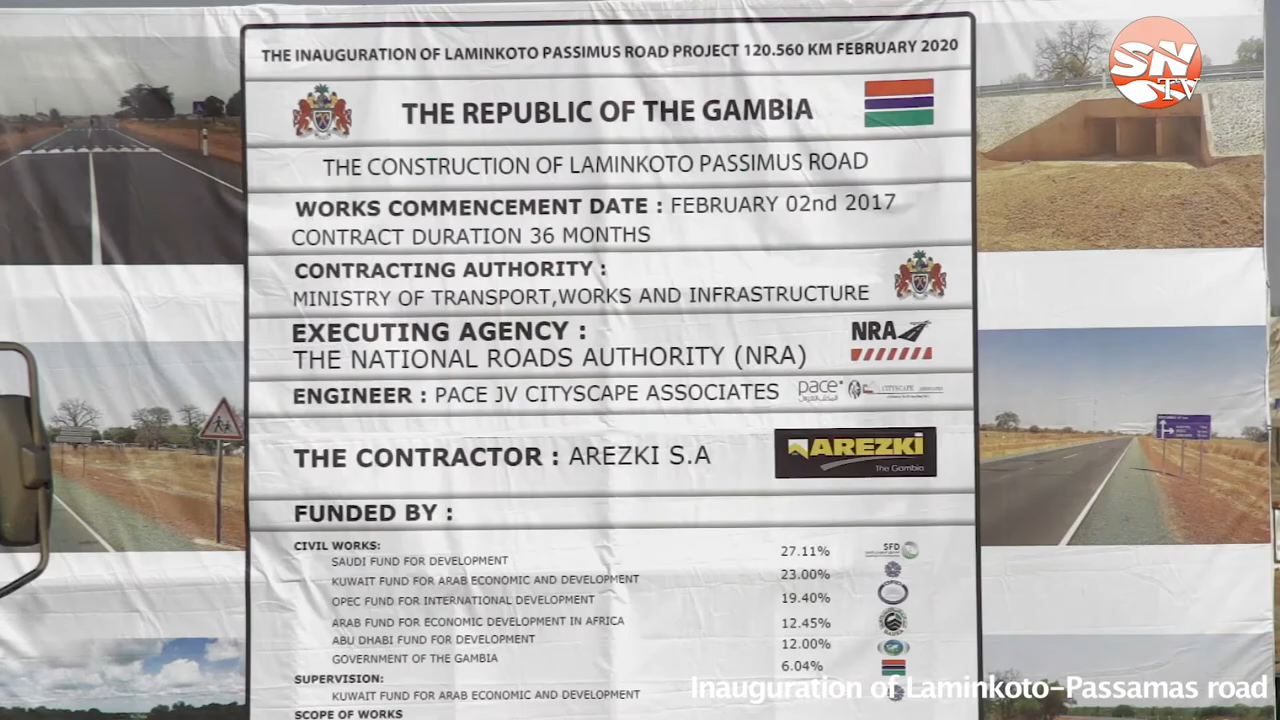 THE INAUGURATION OF LAMINKOTO PASSIMUS ROAD PROJECT 120.560 KM FEBRUARY 2020
SN
TV
THE REPUBLIC OF THE GAMBIA
THE CONSTRUCTION OF LAMINKOTO PASSIMUS ROAD
WORKS COMMENCEMENT DATE : FEBRUARY 02nd 2017
CONTRACT DURATION 36 MONTHS
CONTRACTING AUTHORITY :
MINISTRY OF TRANSPORT,WORKS AND INFRASTRUCTURE
EXECUTING AGENCY :
THE NATIONAL ROADS AUTHORITY (NRA)
NRA
ENGINEER : PACE JV CITYSCAPE ASSOCIATES
pace
CITYSCAPE
THE CONTRACTOR : AREZKI S.A
AREZKI
The Gambia
FUNDED BY :
CIVIL WORKS:
SAUDI FUND FOR DEVELOPMENT 27.11%
SFD
KUWAIT FUND FOR ARAB ECONOMIC AND DEVELOPMENT 23.00%
OPEC FUND FOR INTERNATIONAL DEVELOPMENT 19.40%
ARAB FUND FOR ECONOMIC DEVELOPMENT IN AFRICA 12.45%
ABU DHABI FUND FOR DEVELOPMENT 12.00%
GOVERNMENT OF THE GAMBIA 6.04%
SUPERVISION:
KUWAIT FUND FOR ARAB ECONOMIC AND DEVELOPMENT
SCOPE OF WORKS
Inauguration of Laminkoto-Passamas road